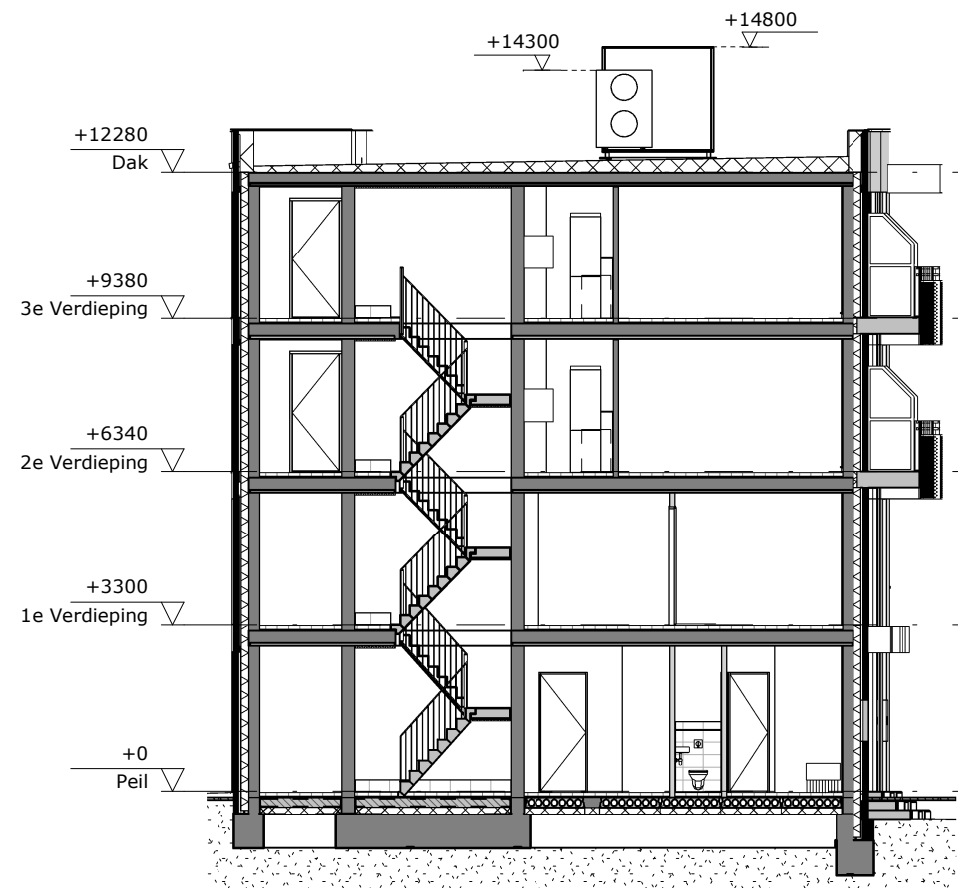 +14800
+14300
+12280
Dak
+9380
3e Verdieping
+6340
2e Verdieping
+3300
1e Verdieping
+0
Peil